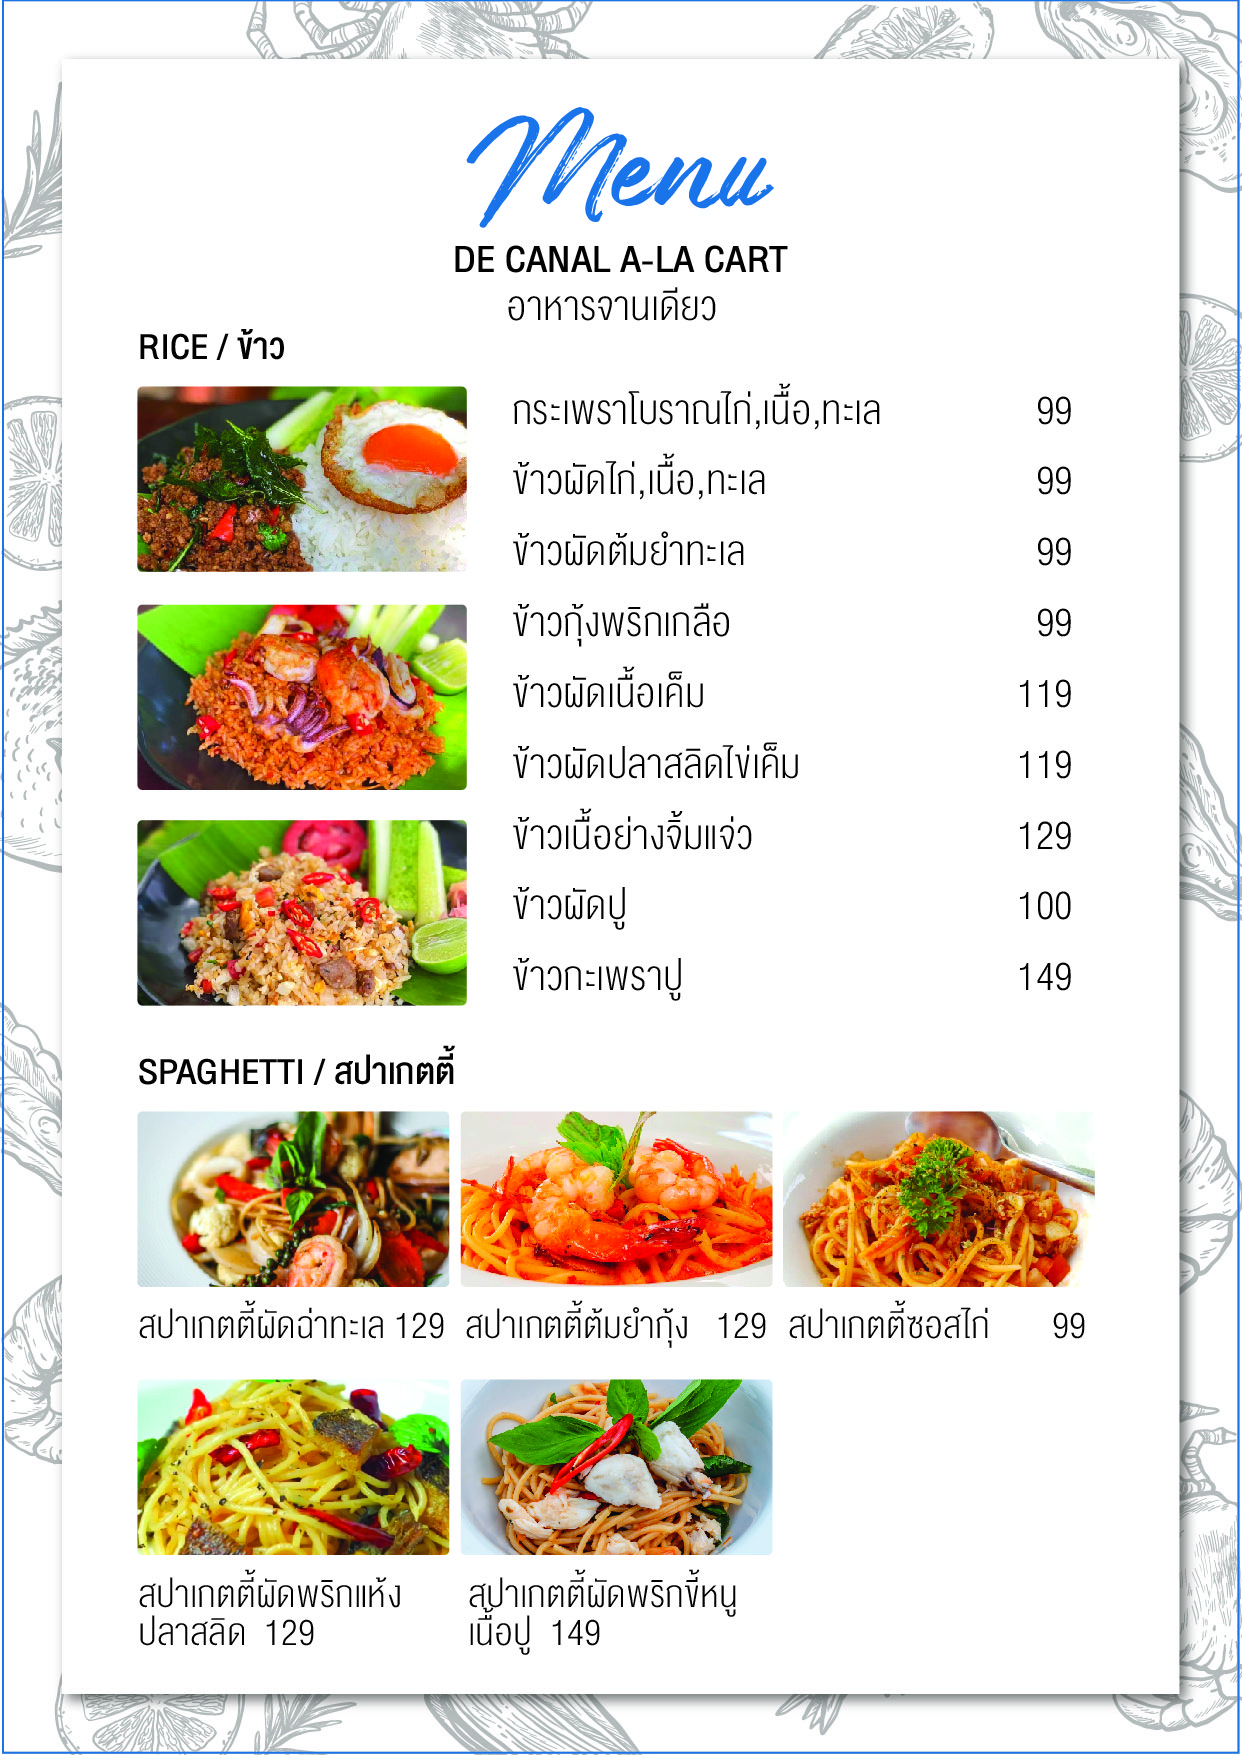 Menu
DE CANAL A-LA CART
อาหารจานเดียว
RICE / ข้าว
กระเพราโบราณไก่,เนื้อ,ทะเล 99
ข้าวผัดไก่,เนื้อ,ทะเล 99
ข้าวผัดต้มยำทะเล 99
ข้าวกุ้งพริกเกลือ 99
ข้าวผัดเนื้อเค็ม 119
ข้าวผัดปลาสลิดไข่เค็ม 119
ข้าวเนื้อย่างจิ้มแจ่ว 129
ข้าวผัดปู 100
ข้าวกะเพราปู 149
SPAGHETTI / สปาเกตตี้
สปาเกตตี้ผัดฉ่าทะเล 129 สปาเกตตี้ต้มยำกุ้ง 129 สปาเกตตี้ซอสไก่ 99
สปาเกตตี้ผัดพริกแห้ง
ปลาสลิด 129
สปาเกตตี้ผัดพริกขี้หนู
เนื้อปู 149